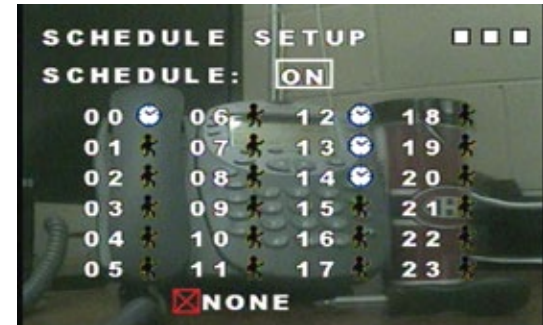 SCHEDULE SETUP
SCHEDULE: ON
00 06 12 18
01 07 13 19
02 08 14 20
03 09 15 21
04 10 16 22
05 11 17 23
NONE